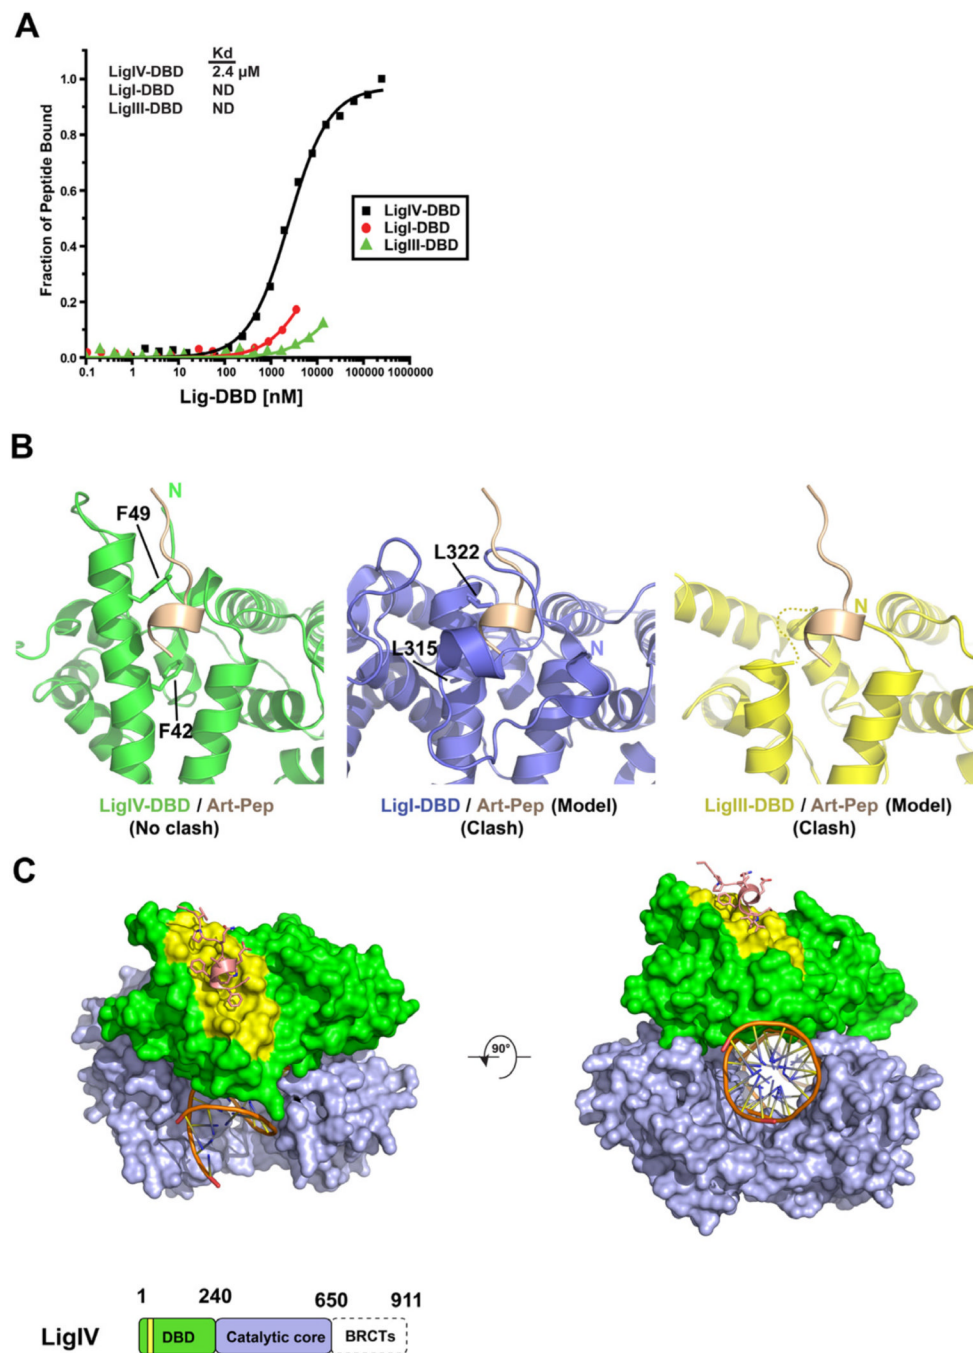 A
Kd
LigIV-DBD 2.4 µM
LigI-DBD ND
LigIII-DBD ND
1.0
0.8
0.6
0.4
0.2
0.0
Fraction of Peptide Bound
LigIV-DBD
LigI-DBD
LigIII-DBD
0.1 1 10 100 1000 10000 100000 1000000
Lig-DBD [nM]
B
N
F49
F42
L322
L315
N
N
LigIV-DBD / Art-Pep
(No clash)
LigI-DBD / Art-Pep (Model)
(Clash)
LigIII-DBD / Art-Pep (Model)
(Clash)
C
90°
1 240 650 911
LigIV DBD Catalytic core BRCTs